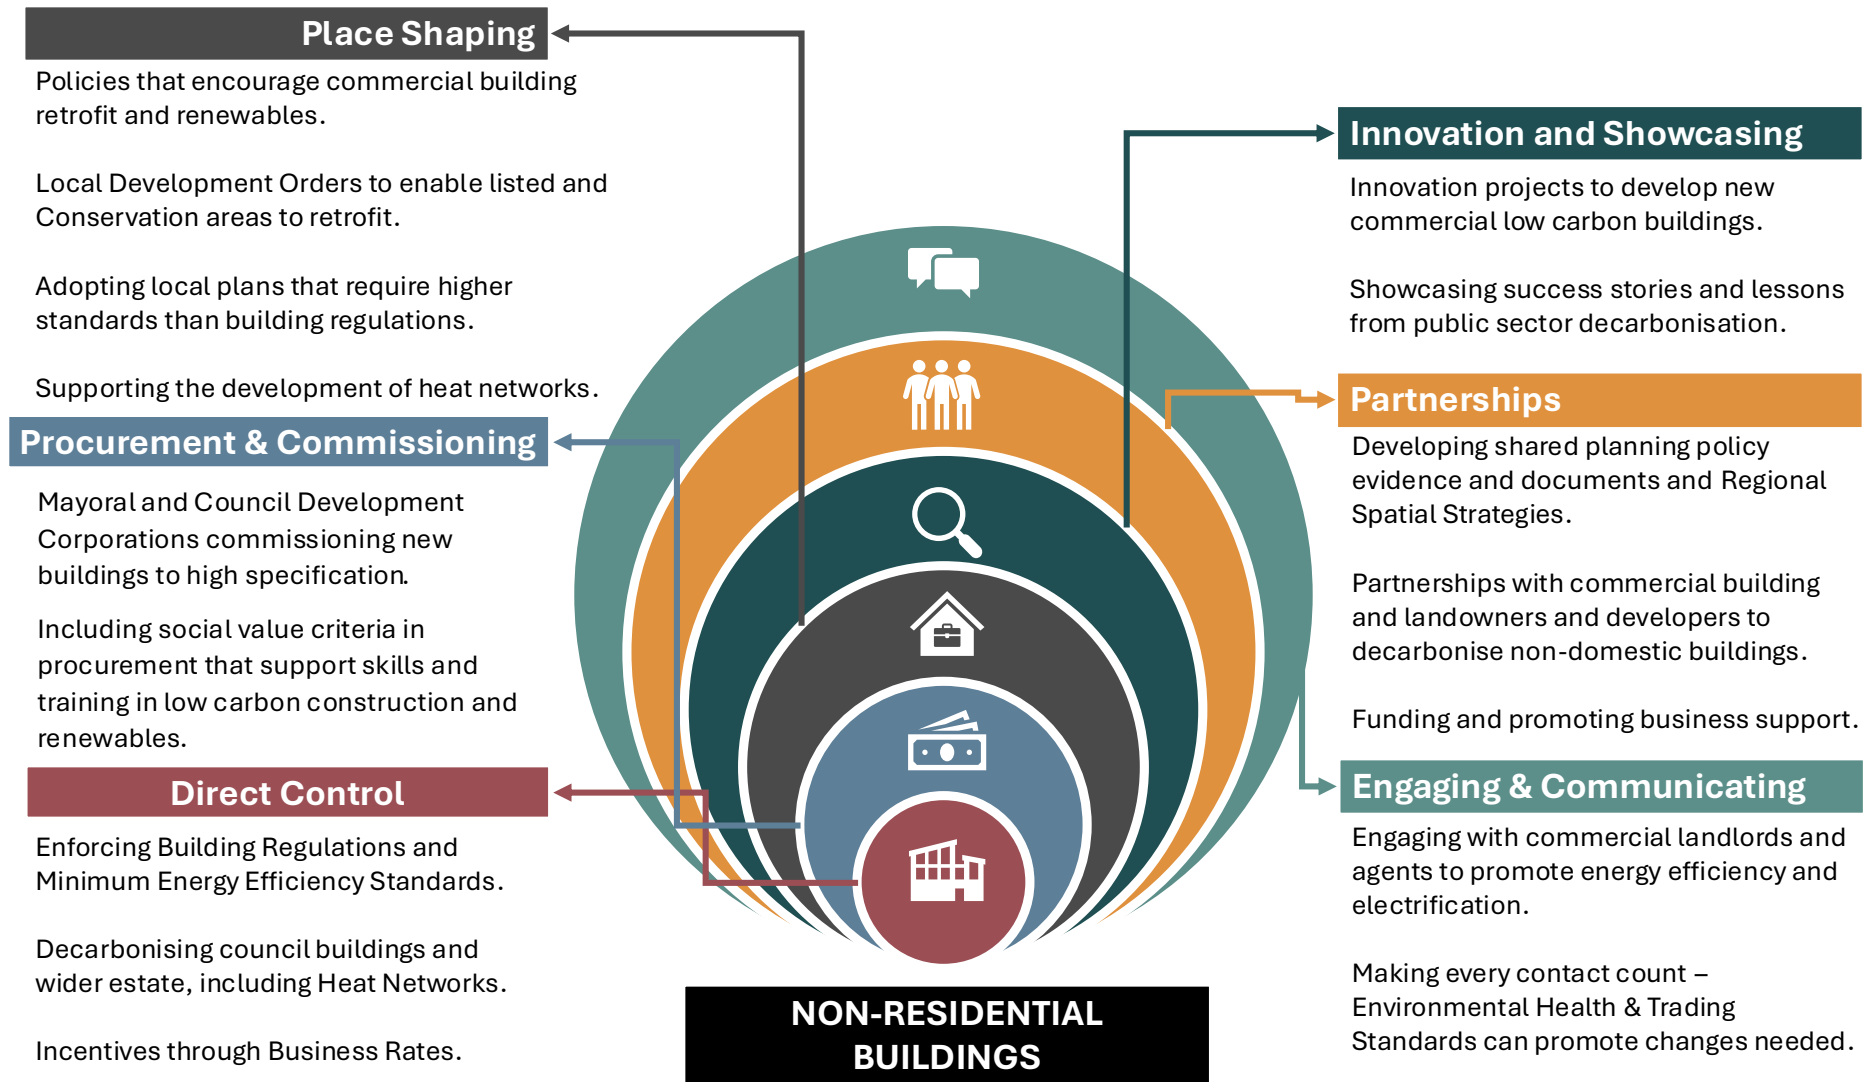 Place Shaping
Policies that encourage commercial building
retrofit and renewables.
Local Development Orders to enable listed and
Conservation areas to retrofit.
Adopting local plans that require higher
standards than building regulations.
Supporting the development of heat networks.
Procurement & Commissioning
Mayoral and Council Development
Corporations commissioning new
buildings to high specification.
Including social value criteria in
procurement that support skills and
training in low carbon construction and
renewables.
Direct Control
Enforcing Building Regulations and
Minimum Energy Efficiency Standards.
Decarbonising council buildings and
wider estate, including Heat Networks.
Incentives through Business Rates.
Innovation and Showcasing
Innovation projects to develop new
commercial low carbon buildings.
Showcasing success stories and lessons
from public sector decarbonisation.
Partnerships
Developing shared planning policy
evidence and documents and Regional
Spatial Strategies.
Partnerships with commercial building
and landowners and developers to
decarbonise non-domestic buildings.
Funding and promoting business support.
Engaging & Communicating
Engaging with commercial landlords and
agents to promote energy efficiency and
electrification.
Making every contact count –
Environmental Health & Trading
Standards can promote changes needed.
NON-RESIDENTIAL
BUILDINGS